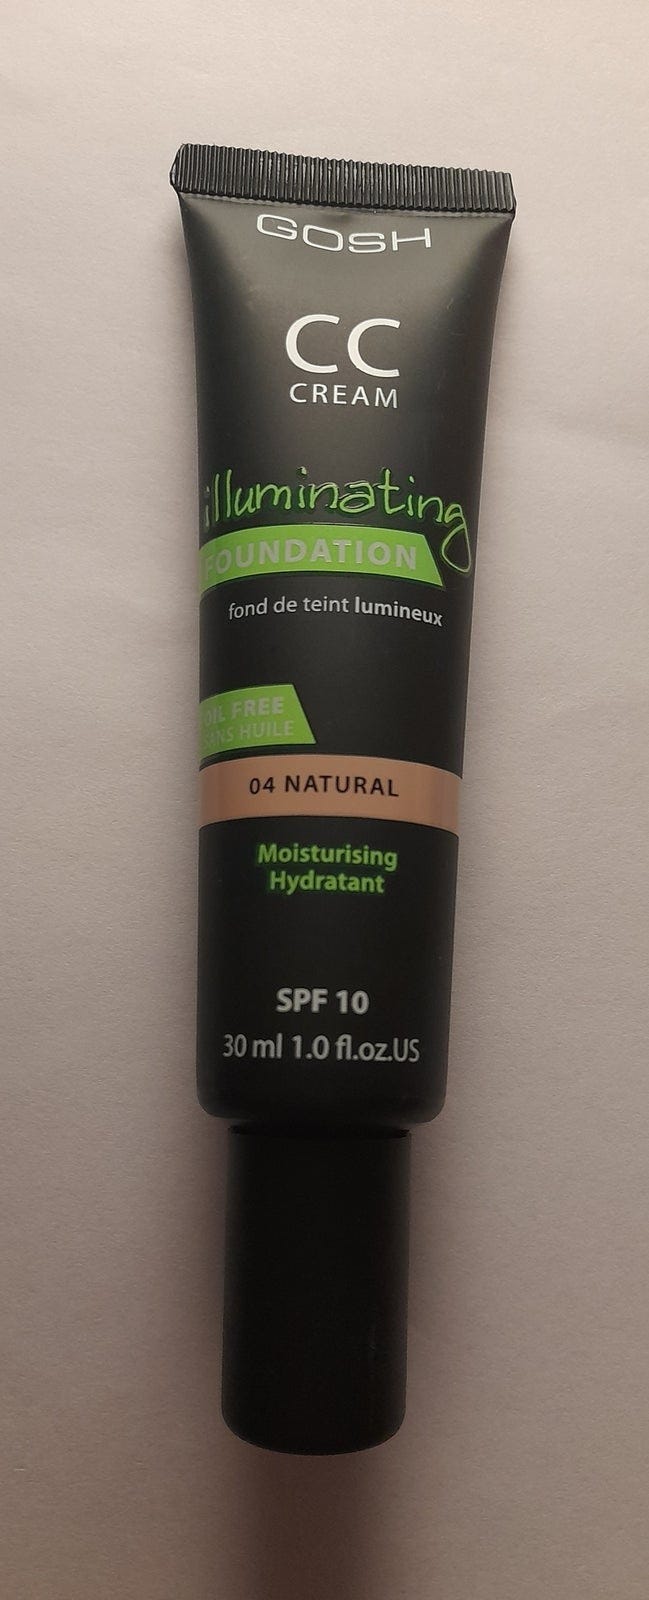 GOSH
CC
CREAM
illuminating
FOUNDATION
fond de teint lumineux
OIL FREE
SANS HUILE
04 NATURAL
Moisturising
Hydratant
SPF 10
30 ml 1.0 fl.oz.US